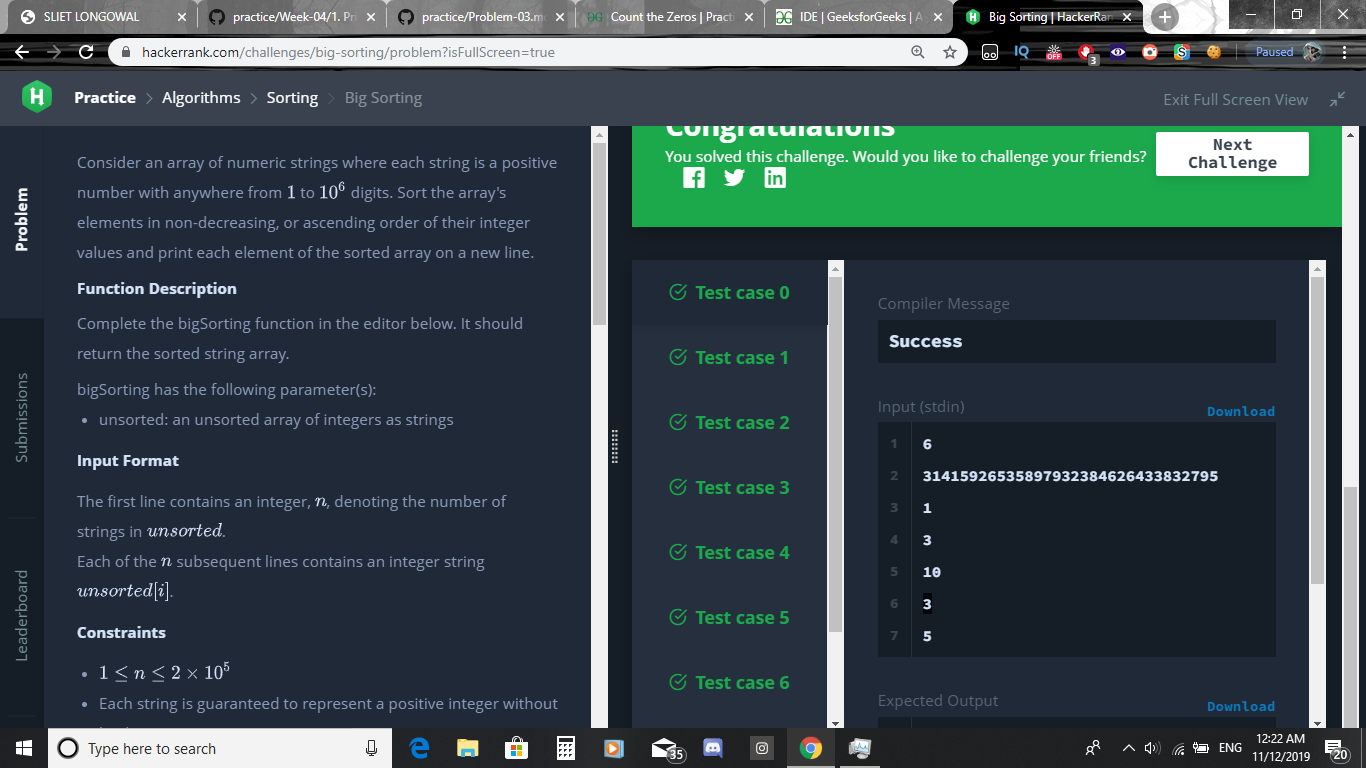 SLIET LONGOWAL
practice/Week-04/1. Pr
practice/Problem-03.m
Count the Zeros | Practi
IDE | GeeksforGeeks | A
Big Sorting | HackerRan
hackerrank.com/challenges/big-sorting/problem?isFullScreen=true
IQ
OFF
3
Paused
Practice > Algorithms > Sorting > Big Sorting
Exit Full Screen View
Problem
Submissions
Leaderboard
Consider an array of numeric strings where each string is a positive
number with anywhere from 1 to 10^6 digits. Sort the array's
elements in non-decreasing, or ascending order of their integer
values and print each element of the sorted array on a new line.
Function Description
Complete the bigSorting function in the editor below. It should
return the sorted string array.
bigSorting has the following parameter(s):
• unsorted: an unsorted array of integers as strings
Input Format
The first line contains an integer, n, denoting the number of
strings in unsorted.
Each of the n subsequent lines contains an integer string
unsorted[i].
Constraints
• 1 ≤ n ≤ 2 × 10^5
• Each string is guaranteed to represent a positive integer without
Congratulations
You solved this challenge. Would you like to challenge your friends?
Next
Challenge
Test case 0
Test case 1
Test case 2
Test case 3
Test case 4
Test case 5
Test case 6
Compiler Message
Success
Input (stdin)
Download
1 6
2 31415926535897932384626433832795
3 1
4 3
5 10
6 3
7 5
Expected Output
Download
Type here to search
35
ENG
12:22 AM
11/12/2019
20